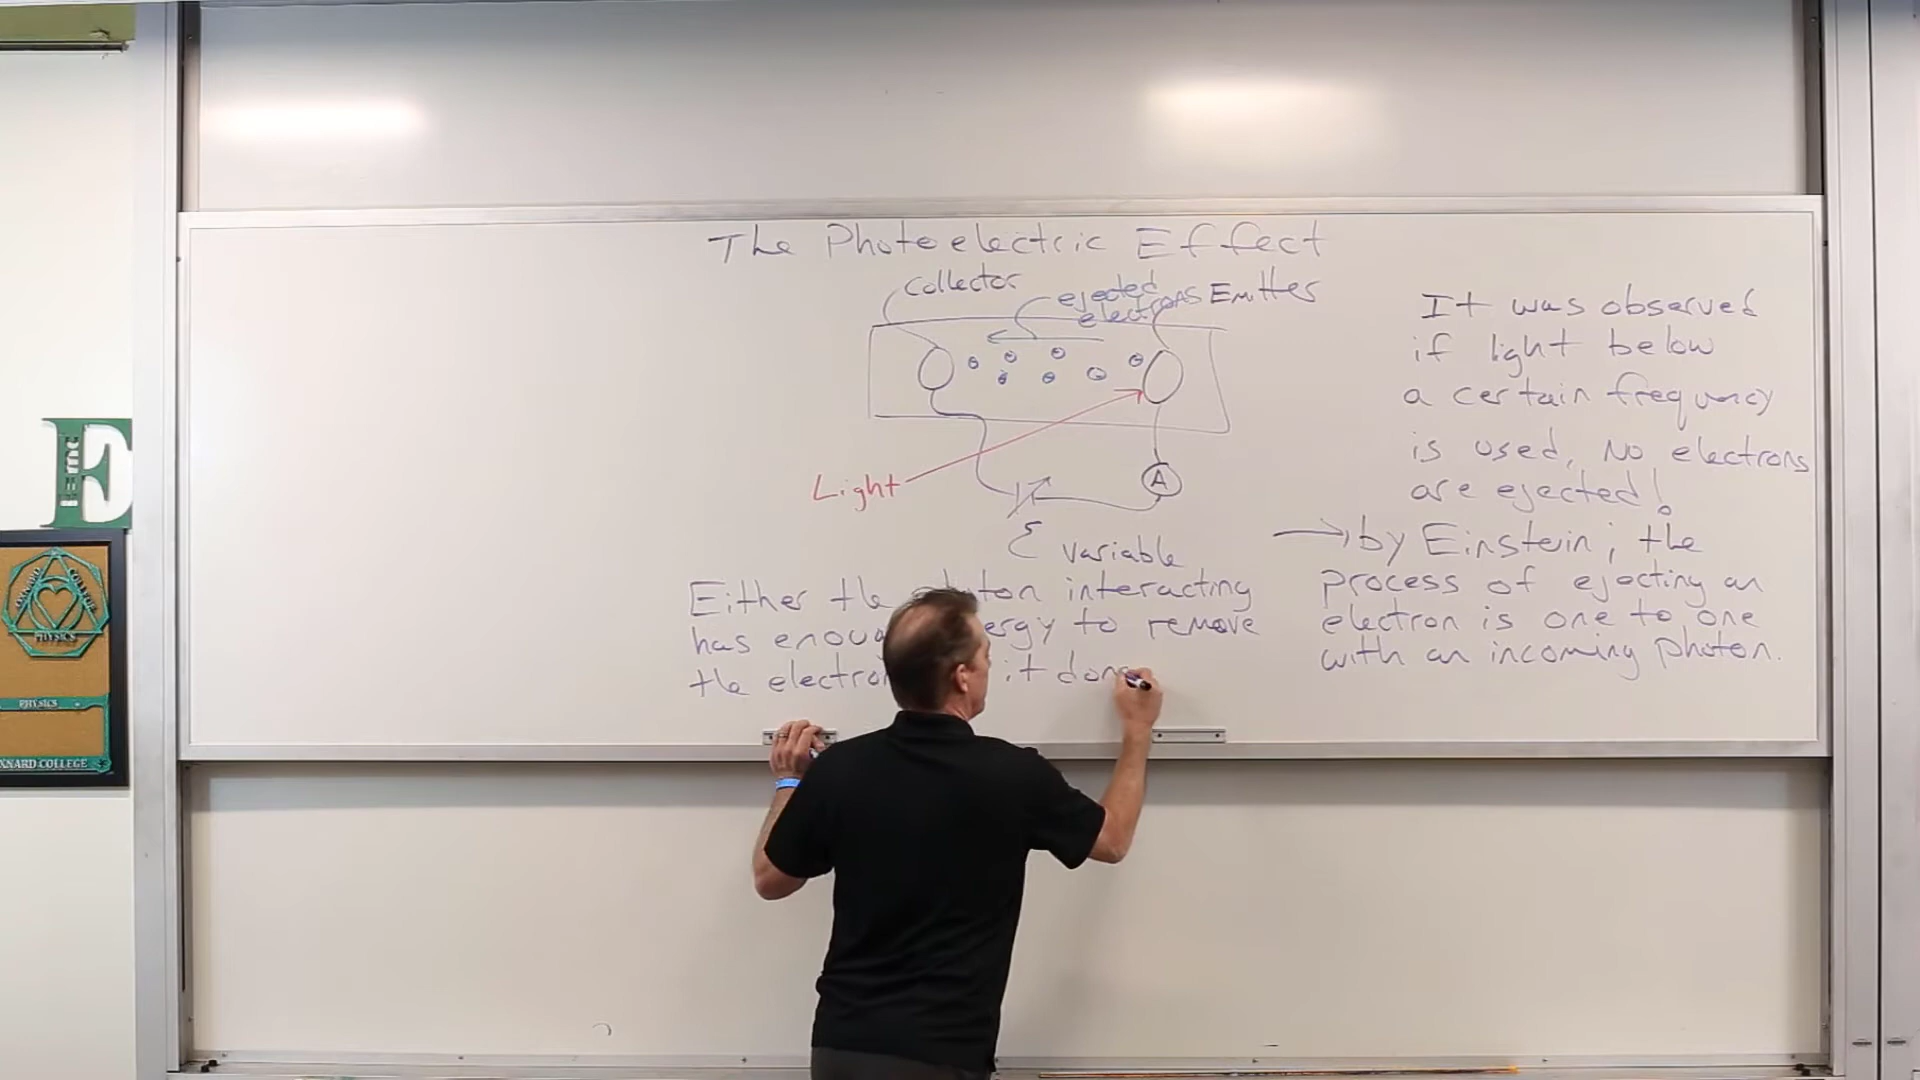 The Photoelectric Effect
Collector
ejected
electrons
Emitter
Light
A
ε variable
It was observed
if light below
a certain frequency
is used, No electrons
are ejected!
→ by Einstein; the
process of ejecting an
electron is one to one
with an incoming photon.
Either the interacting
has to remove
the it
E
PHYSICS
PHYSICS
OXNARD COLLEGE